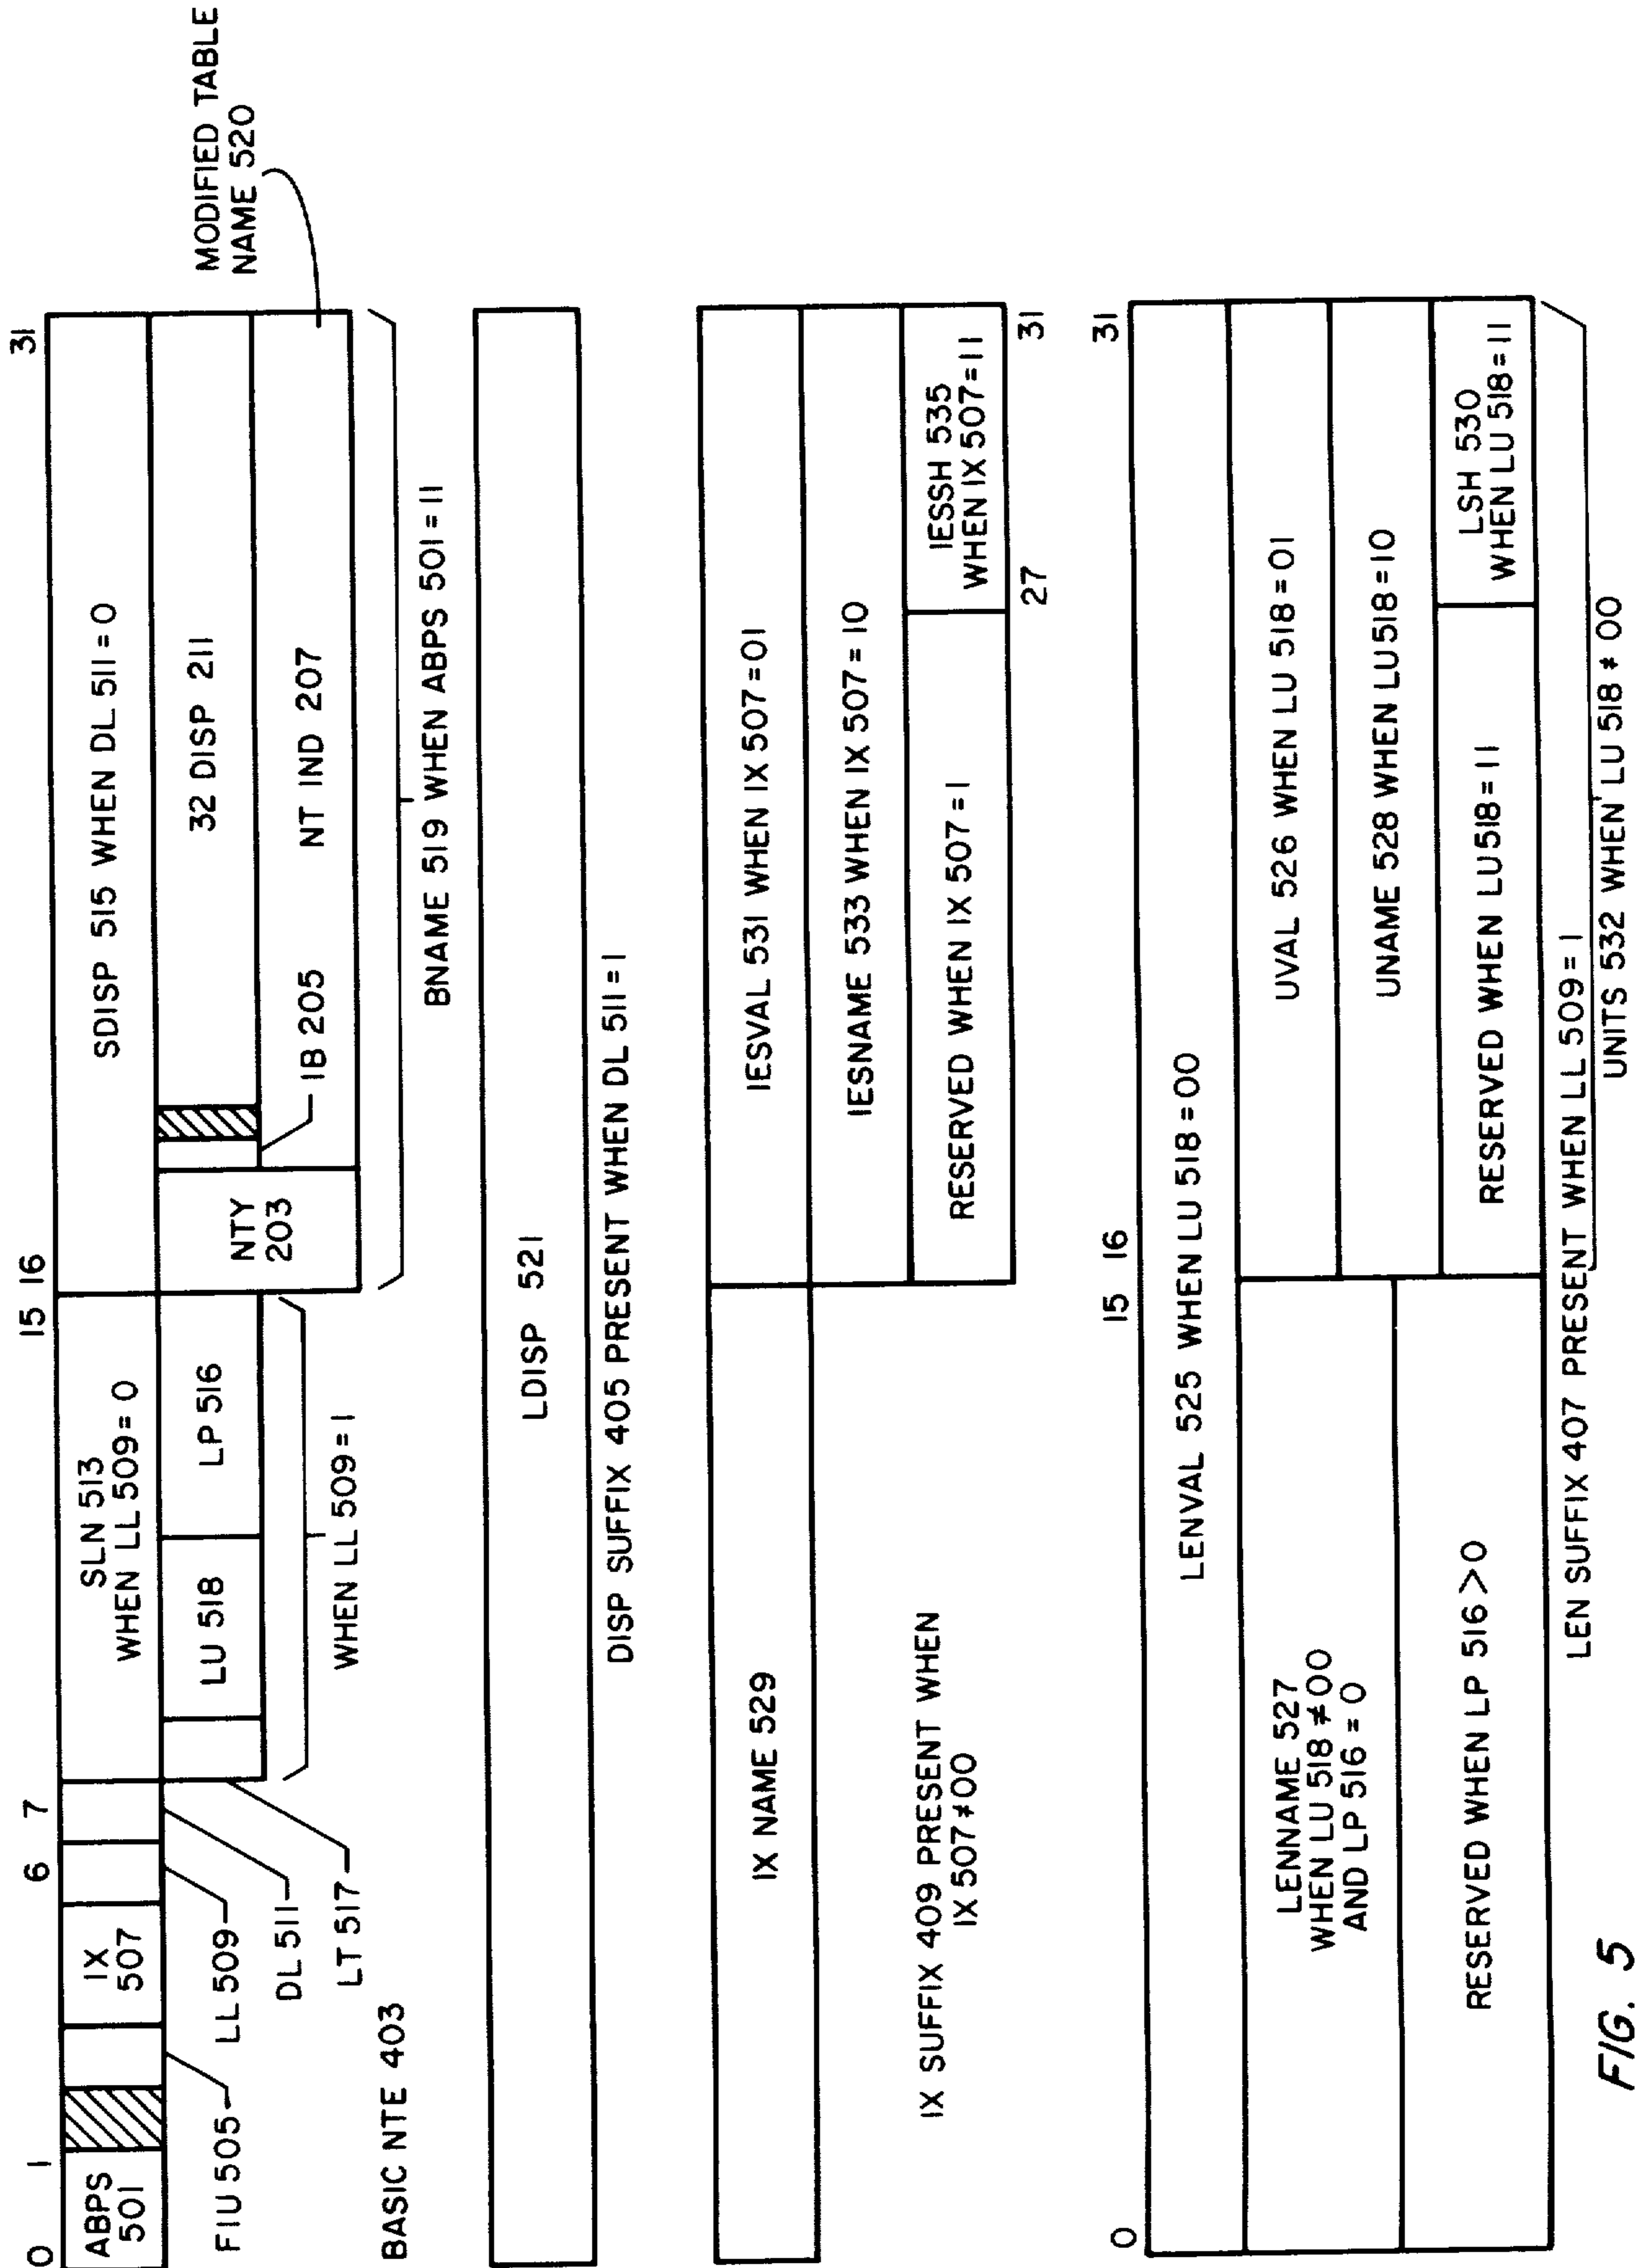 0 1 6 7 15 16 31
ABPS
501
IX
507
SLN 513
WHEN LL 509 = 0
SDISP 515 WHEN DL 511 = 0
LU 518
LP 516
NTY
203
32 DISP 211
IB 205
NT IND 207
MODIFIED TABLE
NAME 520
FIU 505
LL 509
DL 511
LT 517
WHEN LL 509 = 1
BNAME 519 WHEN ABPS 501 = 11
BASIC NTE 403
LDISP 521
DISP SUFFIX 405 PRESENT WHEN DL 511 = 1
IX NAME 529
IESVAL 531 WHEN IX 507 = 01
IESNAME 533 WHEN IX 507 = 10
RESERVED WHEN IX 507 = 1
IESSH 535
WHEN IX 507 = 11
27 31
IX SUFFIX 409 PRESENT WHEN
IX 507 ≠ 00
0 15 16 31
LENVAL 525 WHEN LU 518 = 00
LENNAME 527
WHEN LU 518 ≠ 00
AND LP 516 = 0
UVAL 526 WHEN LU 518 = 01
UNAME 528 WHEN LU 518 = 10
RESERVED WHEN LP 516 > 0
RESERVED WHEN LU 518 = 11
LSH 530
WHEN LU 518 = 11
LEN SUFFIX 407 PRESENT WHEN LL 509 = 1
UNITS 532 WHEN LU 518 ≠ 00
FIG. 5